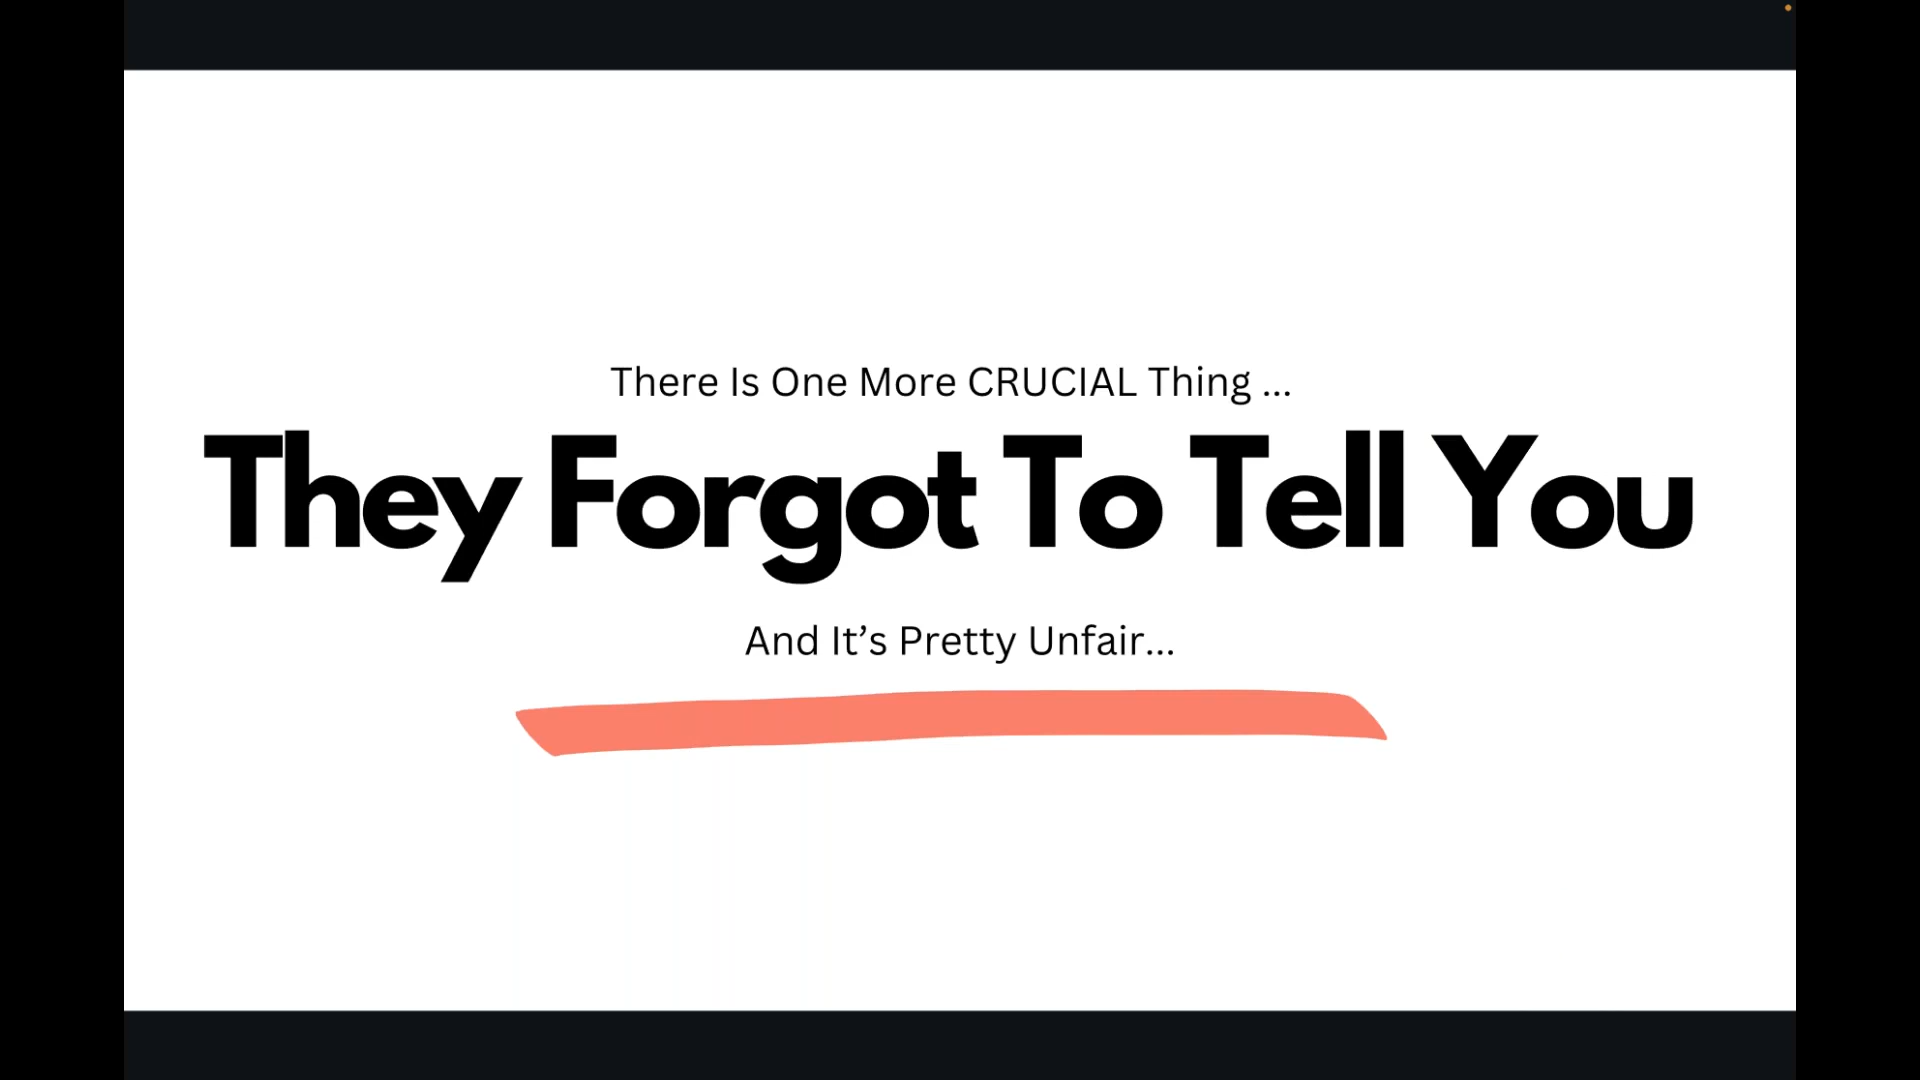 There Is One More CRUCIAL Thing ...
They Forgot To Tell You
And It’s Pretty Unfair...